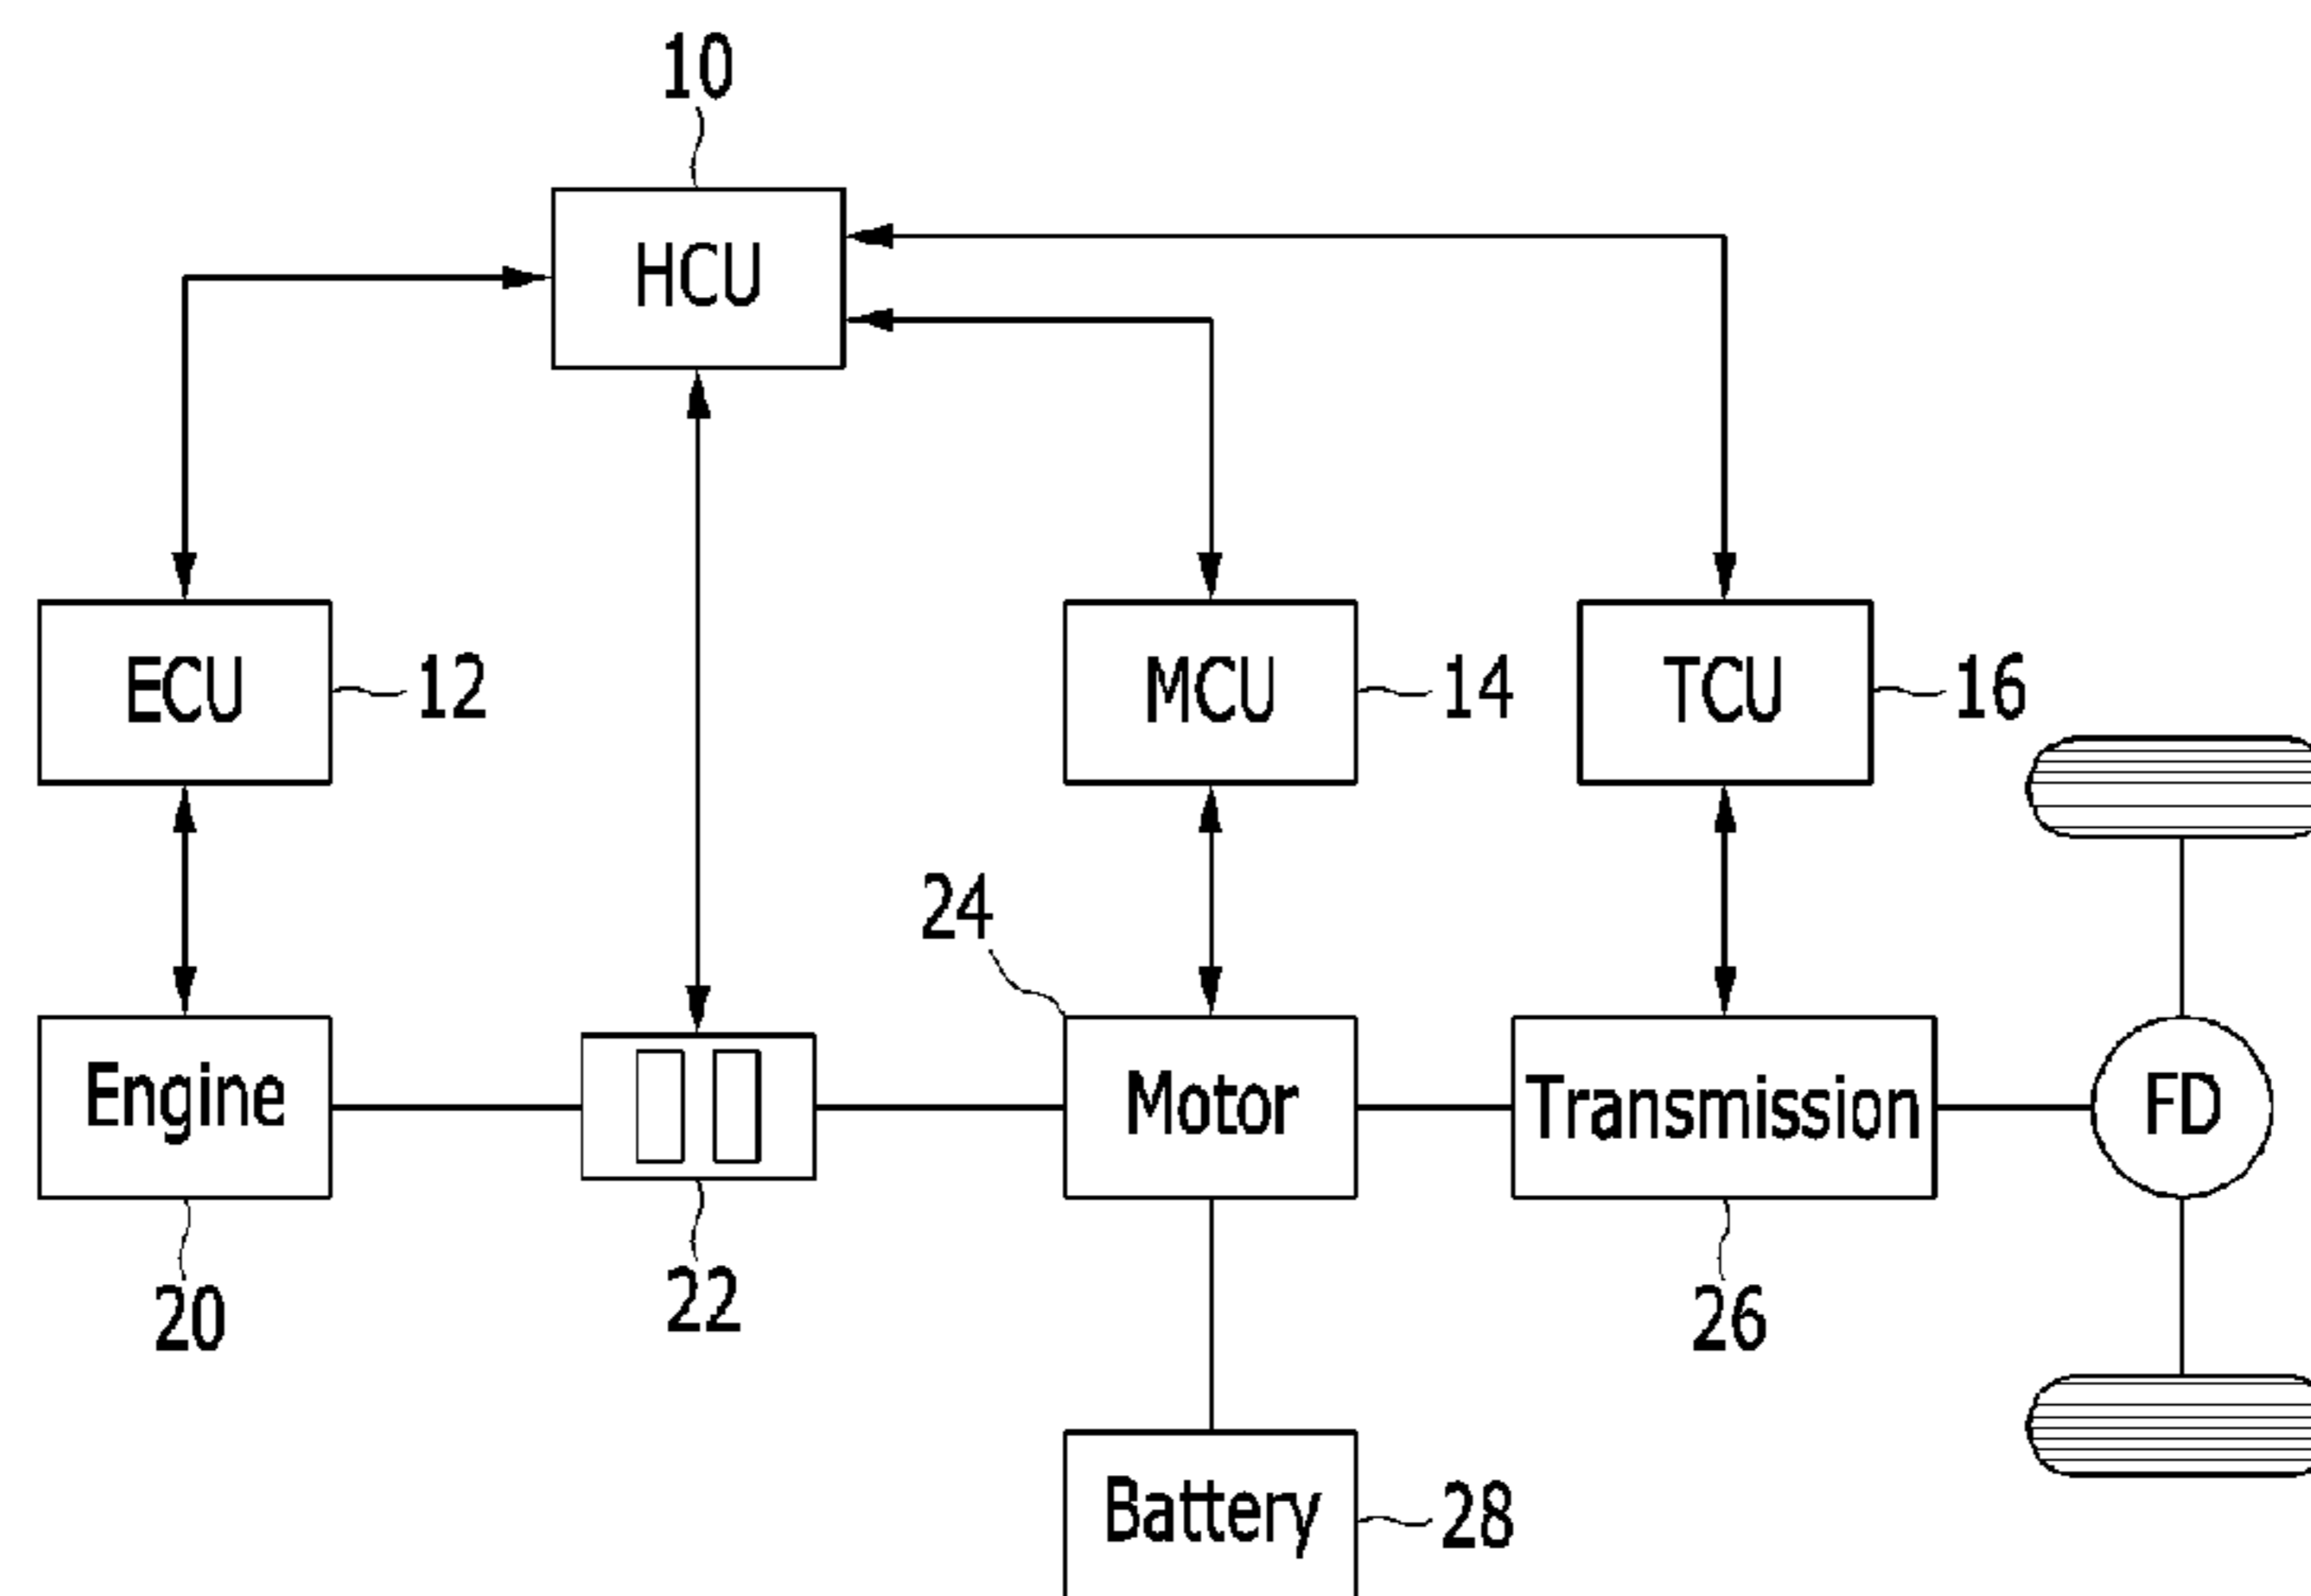 10
HCU
ECU
12
MCU
14
TCU
16
24
Engine
Motor
Transmission
FD
20
22
26
Battery
28